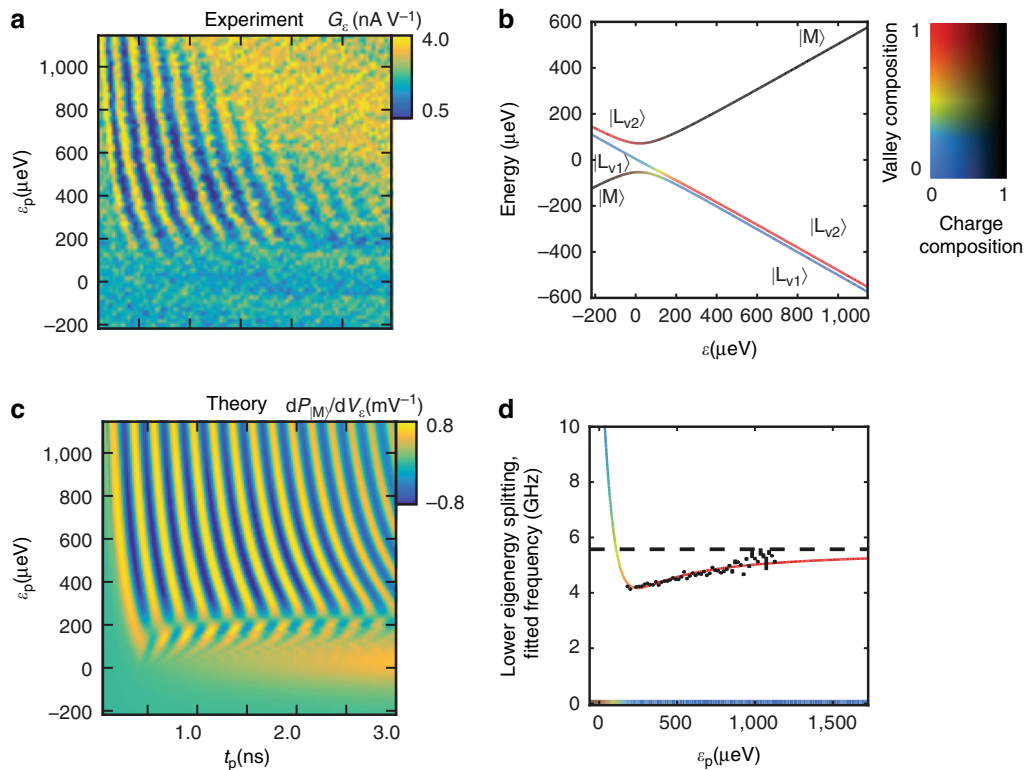 a
Experiment
Gε (nA V⁻¹)
4.0
0.5
1,000
800
600
400
200
0
−200
εp(μeV)
b
600
400
200
0
−200
−400
−600
Energy (μeV)
|M⟩
|Lv2⟩
|Lv1⟩
|M⟩
|Lv2⟩
|Lv1⟩
−200 0 200 400 600 800 1,000
ε(μeV)
Valley composition
1
0
0 1
Charge
composition
c
Theory
dP|M⟩/dVε(mV⁻¹)
0.8
−0.8
1,000
800
600
400
200
0
−200
εp(μeV)
1.0 2.0 3.0
tp(ns)
d
10
8
6
4
2
0
Lower eigenergy splitting,
fitted frequency (GHz)
0 500 1,000 1,500
εp(μeV)